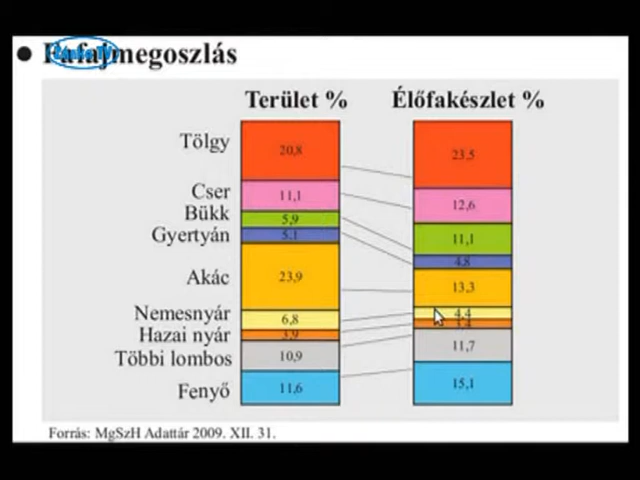 • Fafajmegoszlás
Terület % Élőfakészlet %
Tölgy 20,8 23,5
Cser 11,1 12,6
Bükk 5,9 11,1
Gyertyán 5.1 4,8
Akác 23,9 13,3
Nemesnyár 6,8 4,4
Hazai nyár 3,9 3,4
Többi lombos 10,9 11,7
Fenyő 11,6 15,1
Forrás: MgSzH Adattár 2009. XII. 31.